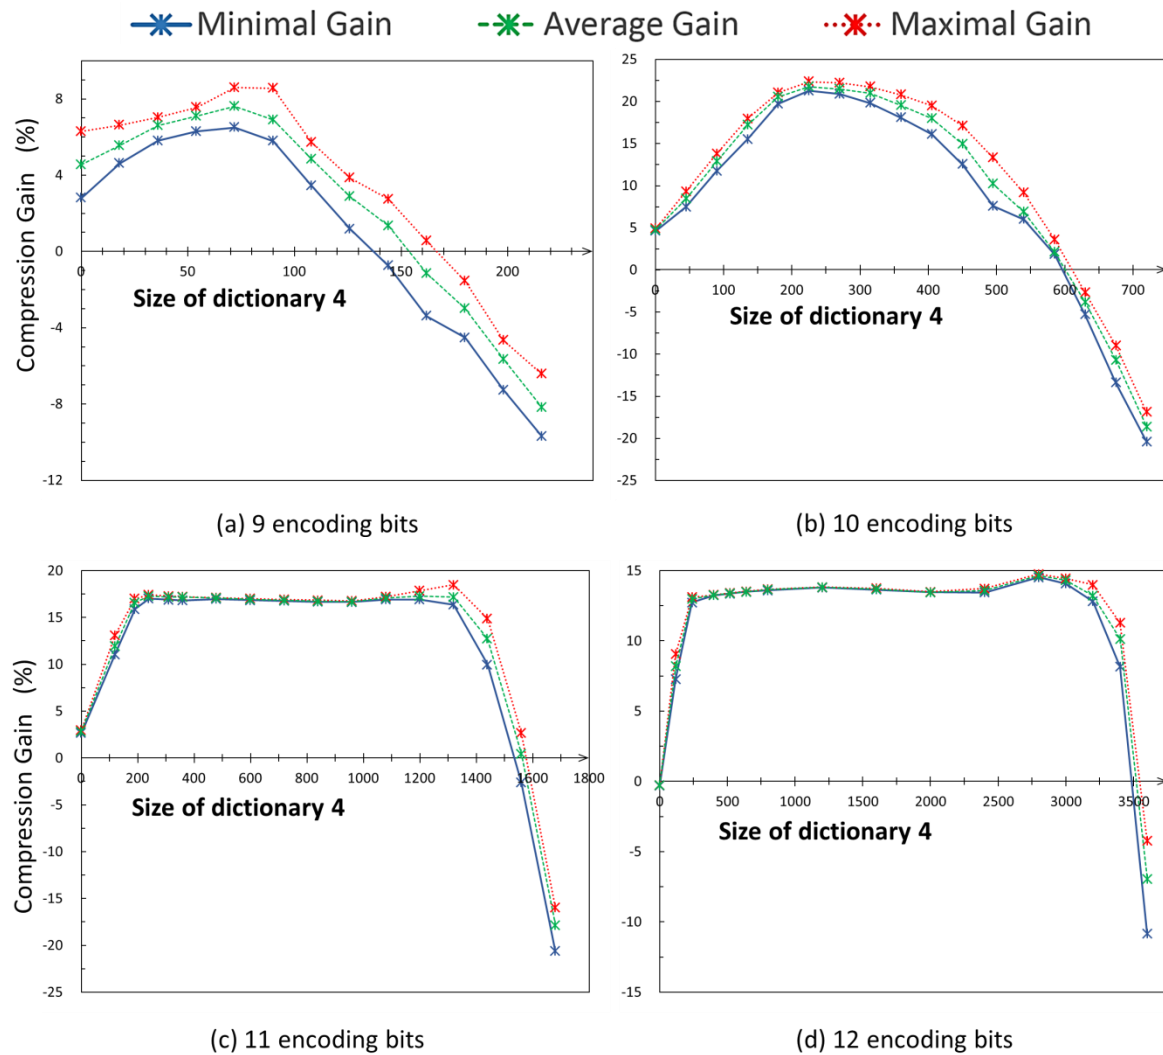 Minimal Gain Average Gain Maximal Gain
Compression Gain (%)
8
4
0
-4
-8
-12
0 50 100 150 200
Size of dictionary 4
(a) 9 encoding bits
25
20
15
10
5
0
-5
-10
-15
-20
-25
0 100 200 300 400 500 600 700
Size of dictionary 4
(b) 10 encoding bits
Compression Gain (%)
20
15
10
5
0
-5
-10
-15
-20
-25
0 200 400 600 800 1000 1200 1400 1600 1800
Size of dictionary 4
(c) 11 encoding bits
15
10
5
0
-5
-10
-15
0 500 1000 1500 2000 2500 3000 3500
Size of dictionary 4
(d) 12 encoding bits